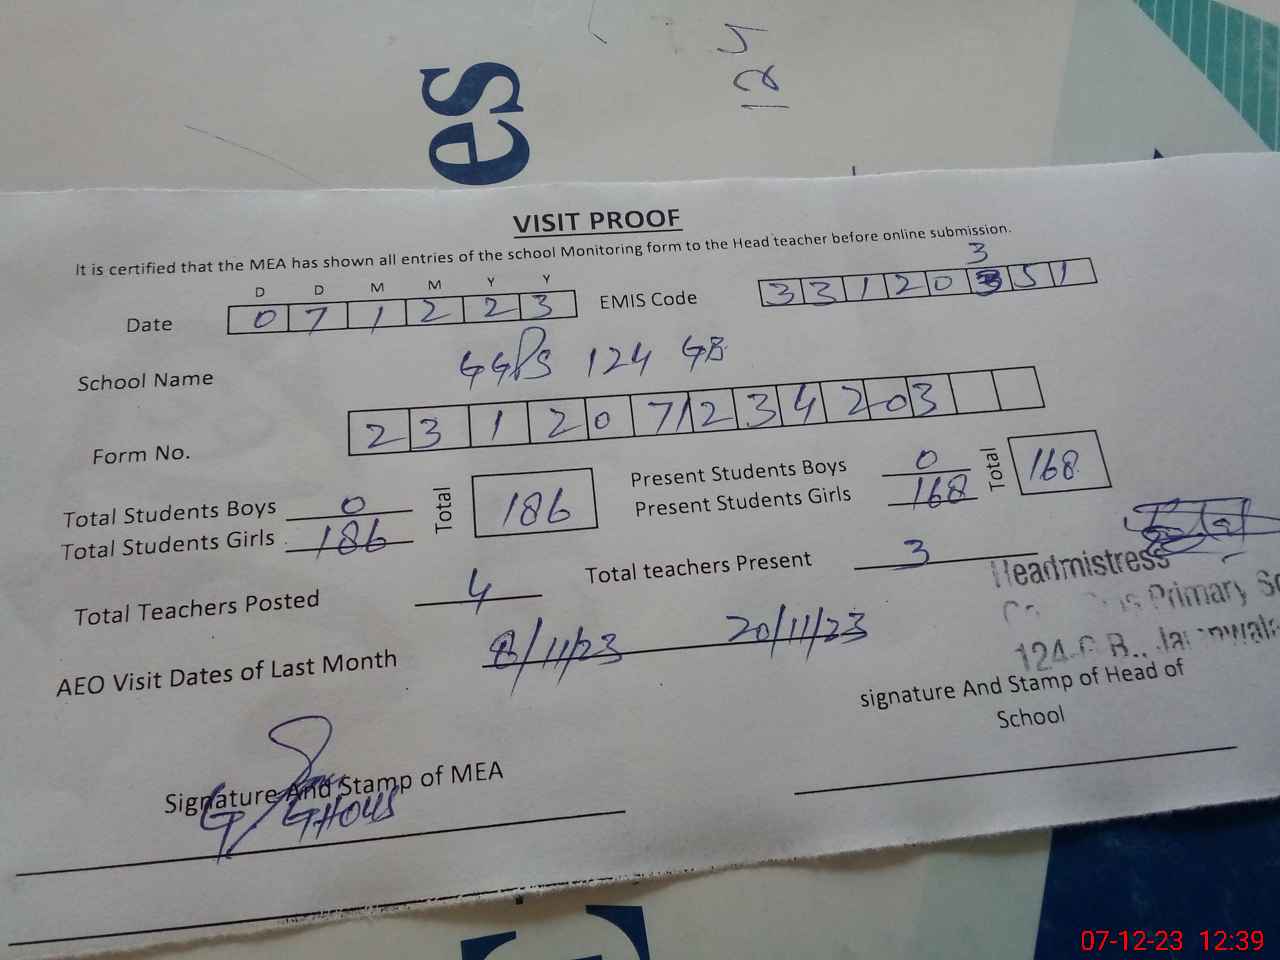 es
VISIT PROOF
It is certified that the MEA has shown all entries of the school Monitoring form to the Head teacher before online submission.
D D M M Y Y
Date 0 7 1 2 2 3 EMIS Code 3 3 1 2 0 3 5 1
3
School Name GGPS 124 GB
Form No. 2 3 1 2 0 7 1 2 3 4 2 0 3
Total Students Boys 0 Total 186 Present Students Boys 0 Total 168
Total Students Girls 186 Present Students Girls 168
Total Teachers Posted 4 Total teachers Present 3
Headmistress
Primary
124-G.B.,
AEO Visit Dates of Last Month 8/11/23 20/11/23
signature And Stamp of Head of
School
Signature And Stamp of MEA
G/ GHOUS
07-12-23 12:39